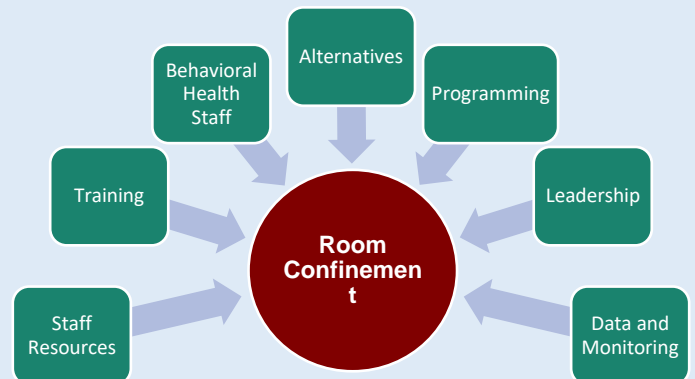 Alternatives
Behavioral
Health
Staff
Programming
Training
Leadership
Room
Confinemen
t
Staff
Resources
Data and
Monitoring